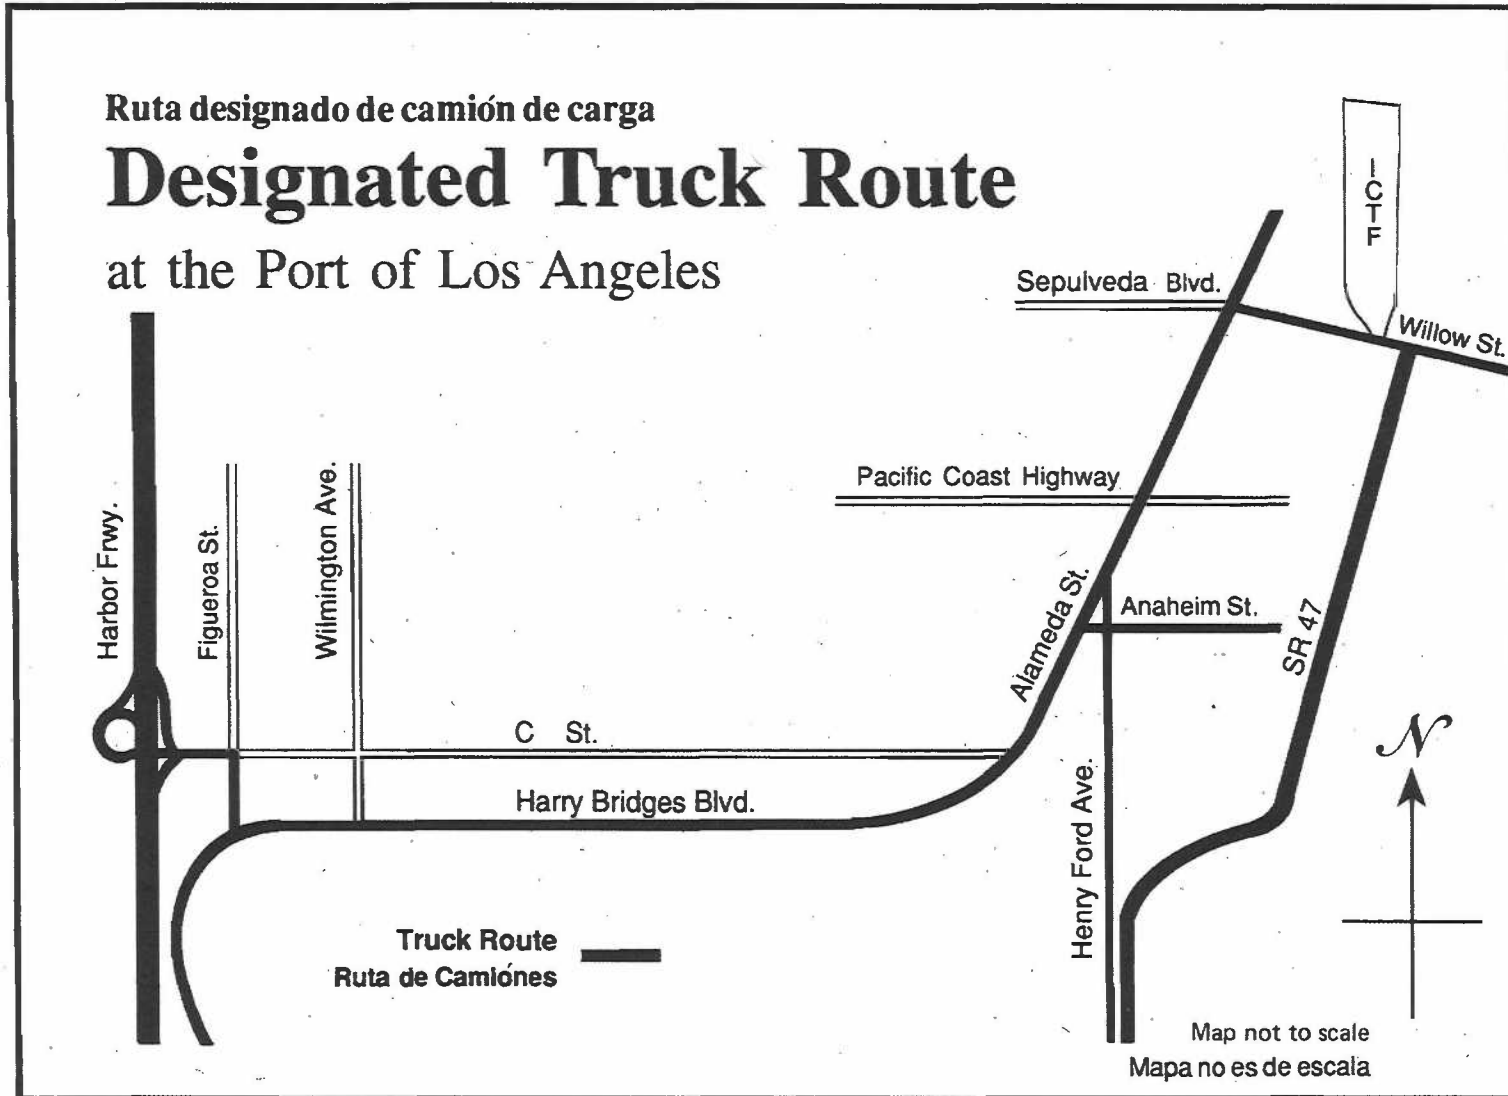 Ruta designado de camión de carga
Designated Truck Route
at the Port of Los Angeles
ICTF
Sepulveda Blvd.
Willow St.
Pacific Coast Highway
Harbor Frwy.
Figueroa St.
Wilmington Ave.
Alameda St.
Anaheim St.
SR 47
C St.
N
Harry Bridges Blvd.
Henry Ford Ave.
Truck Route
Ruta de Camiónes
Map not to scale
Mapa no es de escala